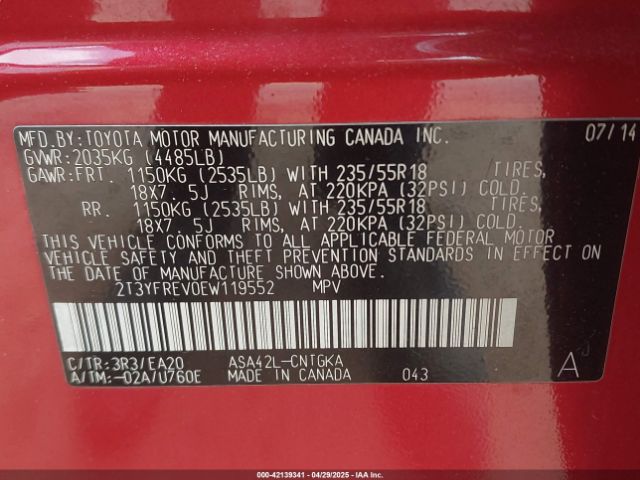 MFD.BY:TOYOTA MOTOR MANUFACTURING CANADA INC. 07/14
GVWR:2035KG (4485LB)
GAWR:FRT. 1150KG (2535LB) WITH 235/55R18 TIRES,
18X7. 5J RIMS, AT 220KPA (32PSI) COLD.
RR. 1150KG (2535LB) WITH 235/55R18 TIRES,
18X7. 5J RIMS, AT 220KPA (32PSI) COLD.
THIS VEHICLE CONFORMS TO ALL APPLICABLE FEDERAL MOTOR
VEHICLE SAFETY AND THEFT PREVENTION STANDARDS IN EFFECT ON
THE DATE OF MANUFACTURE SHOWN ABOVE.
2T3YFREV0EW119552 MPV
C/TR:3R3/EA20 ASA42L-CNTGKA A
A/TM:-02A/U760E MADE IN CANADA 043
000-42139341 | 04/29/2025 - IAA Inc.